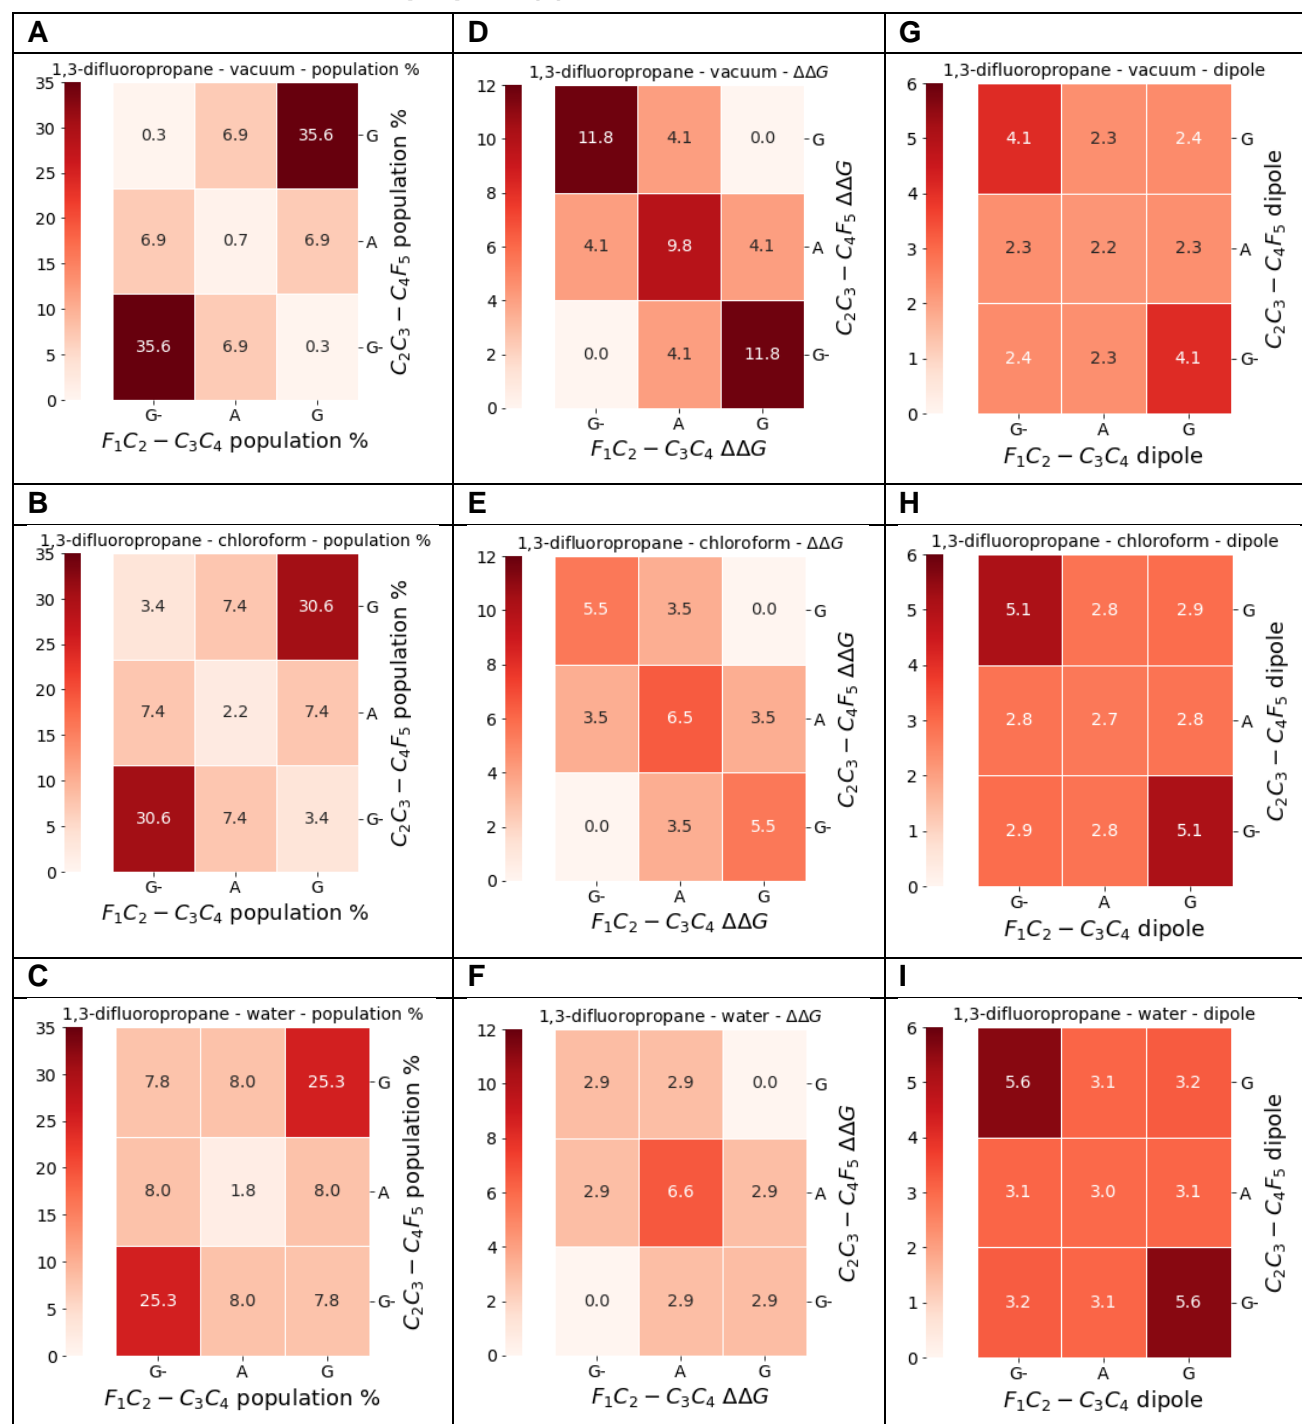 A
1,3-difluoropropane - vacuum - population %
35
30
25
20
15
10
5
0
0.3 6.9 35.6
6.9 0.7 6.9
35.6 6.9 0.3
G
A
G-
C₂C₃ − C₄F₅ population %
G- A G
F₁C₂ − C₃C₄ population %
D
1,3-difluoropropane - vacuum - ΔΔG
12
10
8
6
4
2
0
11.8 4.1 0.0
4.1 9.8 4.1
0.0 4.1 11.8
G
A
G-
C₂C₃ − C₄F₅ ΔΔG
G- A G
F₁C₂ − C₃C₄ ΔΔG
G
1,3-difluoropropane - vacuum - dipole
6
5
4
3
2
1
0
4.1 2.3 2.4
2.3 2.2 2.3
2.4 2.3 4.1
G
A
G-
C₂C₃ − C₄F₅ dipole
G- A G
F₁C₂ − C₃C₄ dipole
B
1,3-difluoropropane - chloroform - population %
35
30
25
20
15
10
5
0
3.4 7.4 30.6
7.4 2.2 7.4
30.6 7.4 3.4
G
A
G-
C₂C₃ − C₄F₅ population %
G- A G
F₁C₂ − C₃C₄ population %
E
1,3-difluoropropane - chloroform - ΔΔG
12
10
8
6
4
2
0
5.5 3.5 0.0
3.5 6.5 3.5
0.0 3.5 5.5
G
A
G-
C₂C₃ − C₄F₅ ΔΔG
G- A G
F₁C₂ − C₃C₄ ΔΔG
H
1,3-difluoropropane - chloroform - dipole
6
5
4
3
2
1
0
5.1 2.8 2.9
2.8 2.7 2.8
2.9 2.8 5.1
G
A
G-
C₂C₃ − C₄F₅ dipole
G- A G
F₁C₂ − C₃C₄ dipole
C
1,3-difluoropropane - water - population %
35
30
25
20
15
10
5
0
7.8 8.0 25.3
8.0 1.8 8.0
25.3 8.0 7.8
G
A
G-
C₂C₃ − C₄F₅ population %
G- A G
F₁C₂ − C₃C₄ population %
F
1,3-difluoropropane - water - ΔΔG
12
10
8
6
4
2
0
2.9 2.9 0.0
2.9 6.6 2.9
0.0 2.9 2.9
G
A
G-
C₂C₃ − C₄F₅ ΔΔG
G- A G
F₁C₂ − C₃C₄ ΔΔG
I
1,3-difluoropropane - water - dipole
6
5
4
3
2
1
0
5.6 3.1 3.2
3.1 3.0 3.1
3.2 3.1 5.6
G
A
G-
C₂C₃ − C₄F₅ dipole
G- A G
F₁C₂ − C₃C₄ dipole